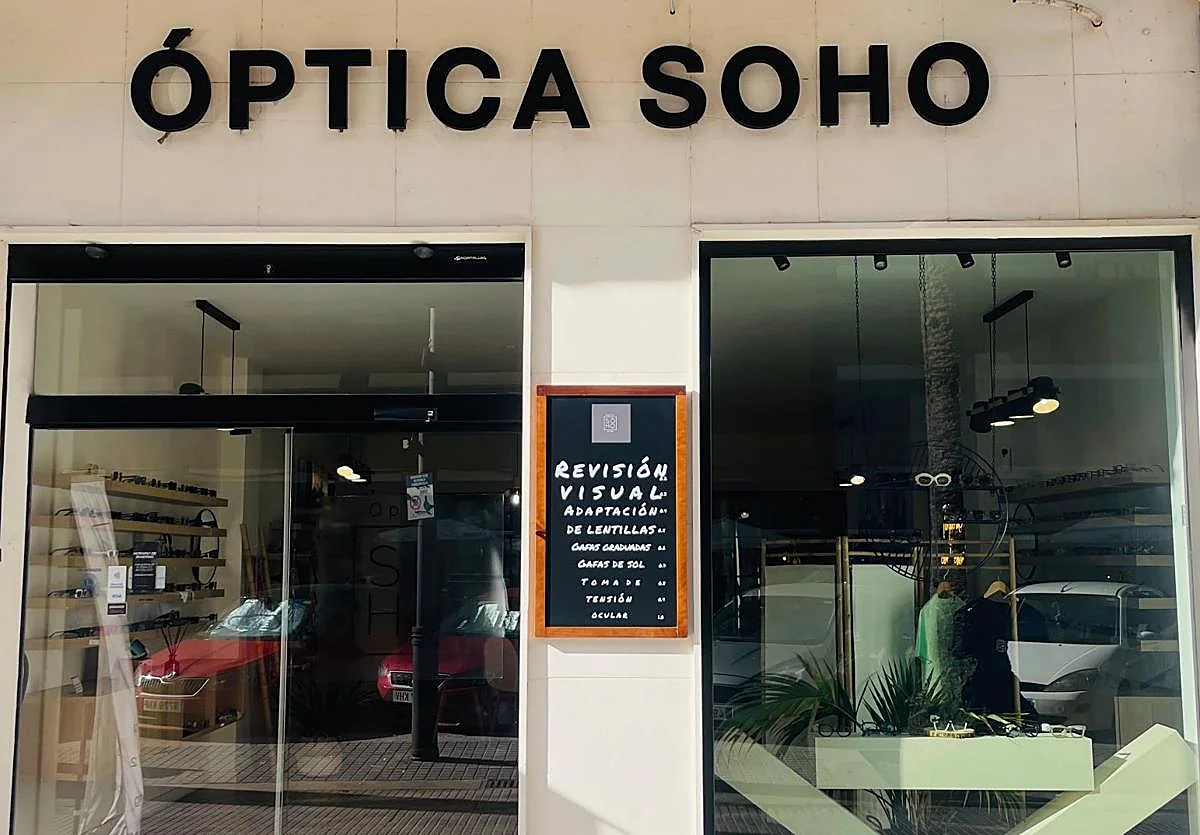 ÓPTICA SOHO
REVISIÓN
VISUAL
ADAPTACIÓN
DE LENTILLAS
GAFAS GRADUADAS
GAFAS DE SOL
TOMA DE
TENSIÓN
OCULAR